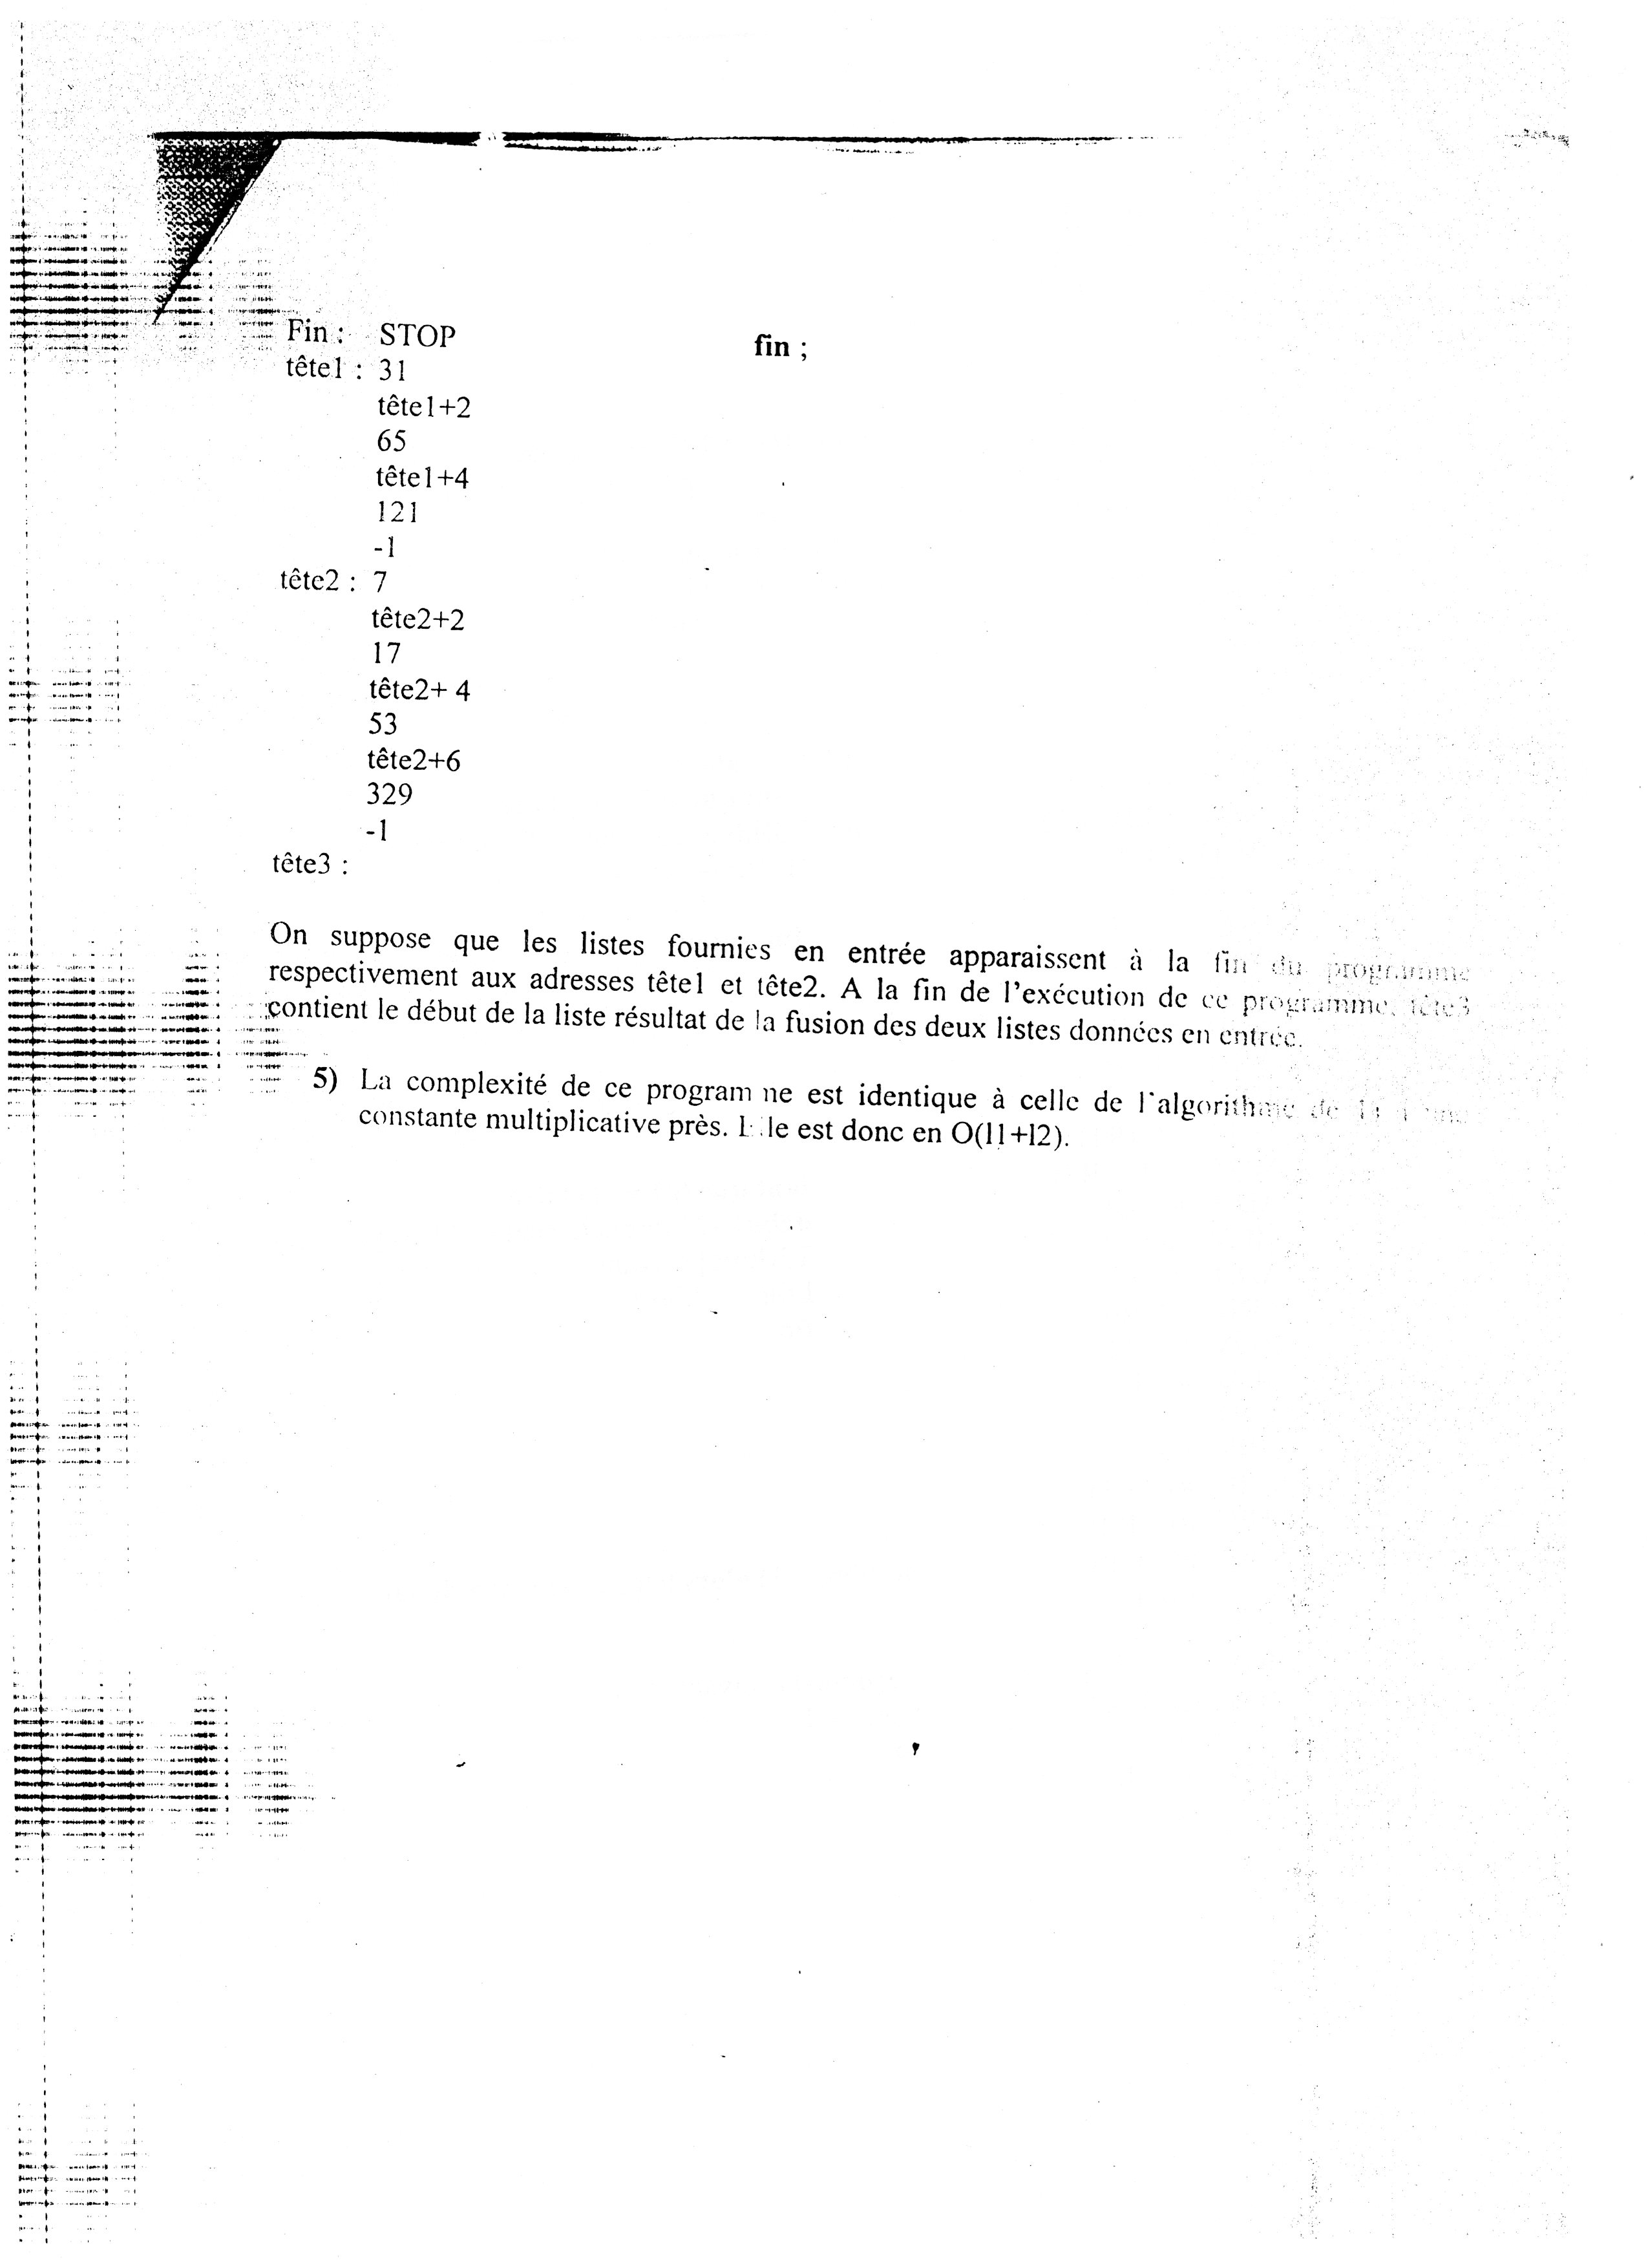 Fin : STOP fin ;
tête1 : 31
tête1+2
65
tête1+4
121
-1
tête2 : 7
tête2+2
17
tête2+ 4
53
tête2+6
329
-1
tête3 :
On suppose que les listes fournies en entrée apparaissent à la fin du programme
respectivement aux adresses tête1 et tête2. A la fin de l'exécution de ce programme, tête3
contient le début de la liste résultat de la fusion des deux listes données en entrée.
5) La complexité de ce program ne est identique à celle de l'algorithme de
constante multiplicative près. le est donc en O(l1+l2).